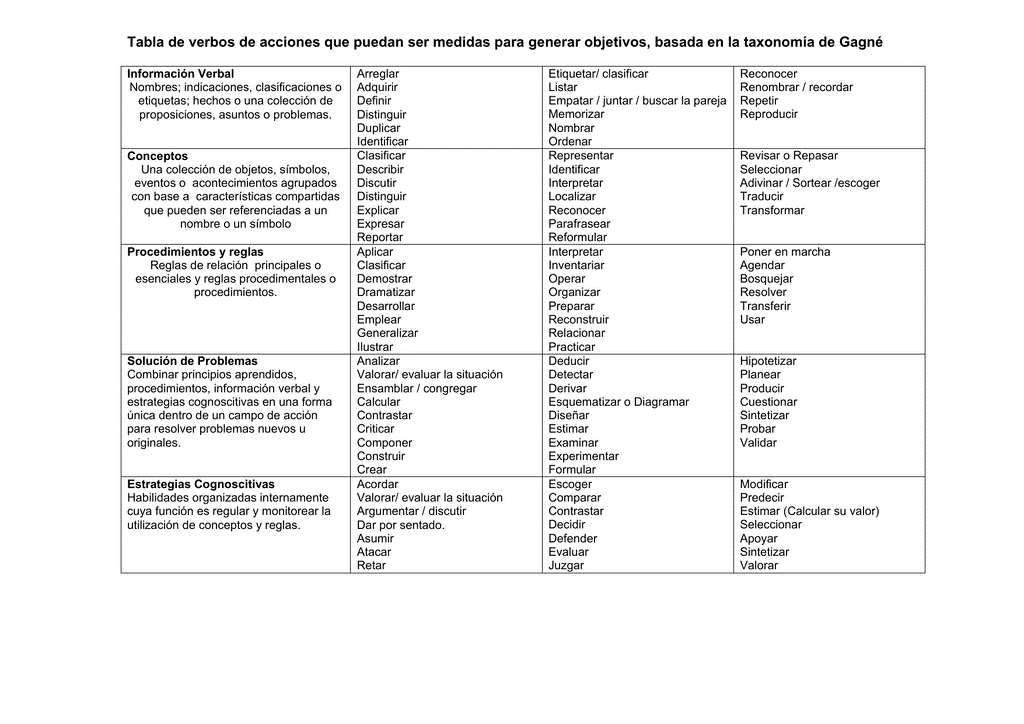 Tabla de verbos de acciones que puedan ser medidas para generar objetivos, basada en la taxonomía de Gagné
Información Verbal
Nombres; indicaciones, clasificaciones o
etiquetas; hechos o una colección de
proposiciones, asuntos o problemas.
Arreglar
Adquirir
Definir
Distinguir
Duplicar
Identificar
Etiquetar/ clasificar
Listar
Empatar / juntar / buscar la pareja
Memorizar
Nombrar
Ordenar
Reconocer
Renombrar / recordar
Repetir
Reproducir
Conceptos
Una colección de objetos, símbolos,
eventos o acontecimientos agrupados
con base a características compartidas
que pueden ser referenciadas a un
nombre o un símbolo
Clasificar
Describir
Discutir
Distinguir
Explicar
Expresar
Reportar
Representar
Identificar
Interpretar
Localizar
Reconocer
Parafrasear
Reformular
Revisar o Repasar
Seleccionar
Adivinar / Sortear /escoger
Traducir
Transformar
Procedimientos y reglas
Reglas de relación principales o
esenciales y reglas procedimentales o
procedimientos.
Aplicar
Clasificar
Demostrar
Dramatizar
Desarrollar
Emplear
Generalizar
Ilustrar
Interpretar
Inventariar
Operar
Organizar
Preparar
Reconstruir
Relacionar
Practicar
Poner en marcha
Agendar
Bosquejar
Resolver
Transferir
Usar
Solución de Problemas
Combinar principios aprendidos,
procedimientos, información verbal y
estrategias cognoscitivas en una forma
única dentro de un campo de acción
para resolver problemas nuevos u
originales.
Analizar
Valorar/ evaluar la situación
Ensamblar / congregar
Calcular
Contrastar
Criticar
Componer
Construir
Crear
Deducir
Detectar
Derivar
Esquematizar o Diagramar
Diseñar
Estimar
Examinar
Experimentar
Formular
Hipotetizar
Planear
Producir
Cuestionar
Sintetizar
Probar
Validar
Estrategias Cognoscitivas
Habilidades organizadas internamente
cuya función es regular y monitorear la
utilización de conceptos y reglas.
Acordar
Valorar/ evaluar la situación
Argumentar / discutir
Dar por sentado.
Asumir
Atacar
Retar
Escoger
Comparar
Contrastar
Decidir
Defender
Evaluar
Juzgar
Modificar
Predecir
Estimar (Calcular su valor)
Seleccionar
Apoyar
Sintetizar
Valorar